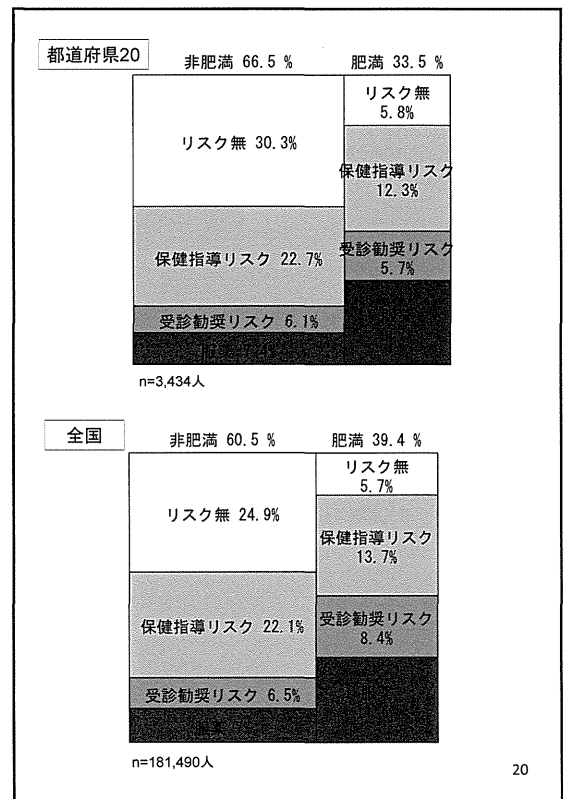 都道府県20
非肥満 66.5 %
肥満 33.5 %
リスク無 30.3%
保健指導リスク 22.7%
受診勧奨リスク 6.1%
リスク無
5.8%
保健指導リスク
12.3%
受診勧奨リスク
5.7%
n=3,434人
全国
非肥満 60.5 %
肥満 39.4 %
リスク無 24.9%
保健指導リスク 22.1%
受診勧奨リスク 6.5%
リスク無
5.7%
保健指導リスク
13.7%
受診勧奨リスク
8.4%
n=181,490人
20